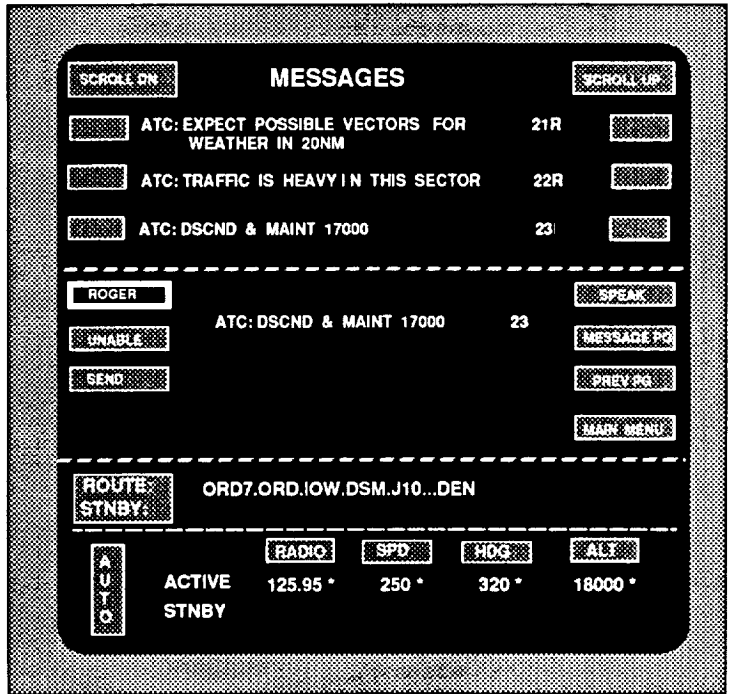 SCROLL DN MESSAGES SCROLL UP
ATC: EXPECT POSSIBLE VECTORS FOR 21R
WEATHER IN 20NM
ATC: TRAFFIC IS HEAVY IN THIS SECTOR 22R
ATC: DSCND & MAINT 17000 23
ROGER SPEAK
ATC: DSCND & MAINT 17000 23
UNABLE MESSAGE PG
SEND PREV PG
MAIN MENU
ROUTE: ORD7.ORD.IOW.DSM.J10...DEN
STNBY:
RADIO SPD HDG ALT
AUTO
ACTIVE 125.95 * 250 * 320 * 18000 *
STNBY